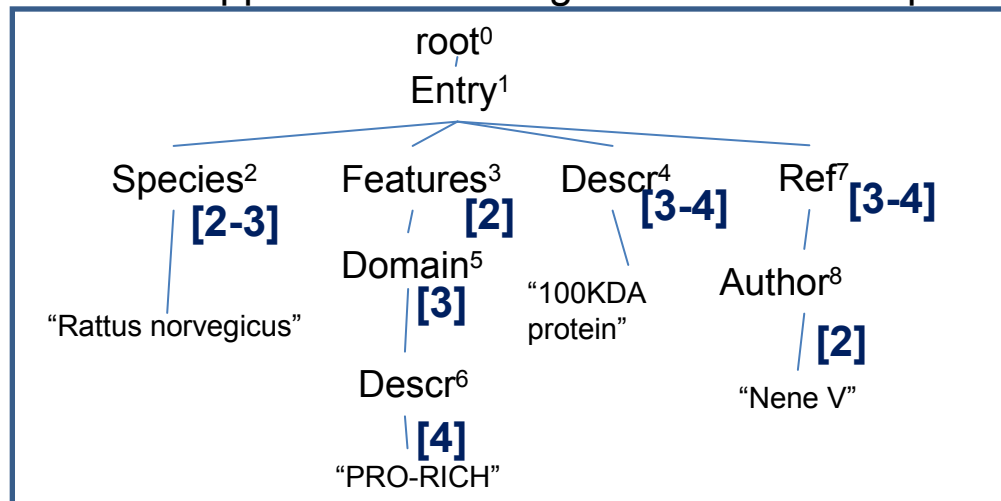 root⁰
Entry¹
Species² Features³ Descr⁴ Ref⁷
[2-3] [2] [3-4] [3-4]
Domain⁵ Author⁸
[3] “100KDA
protein”
“Rattus norvegicus” [2]
Descr⁶ “Nene V”
[4]
“PRO-RICH”